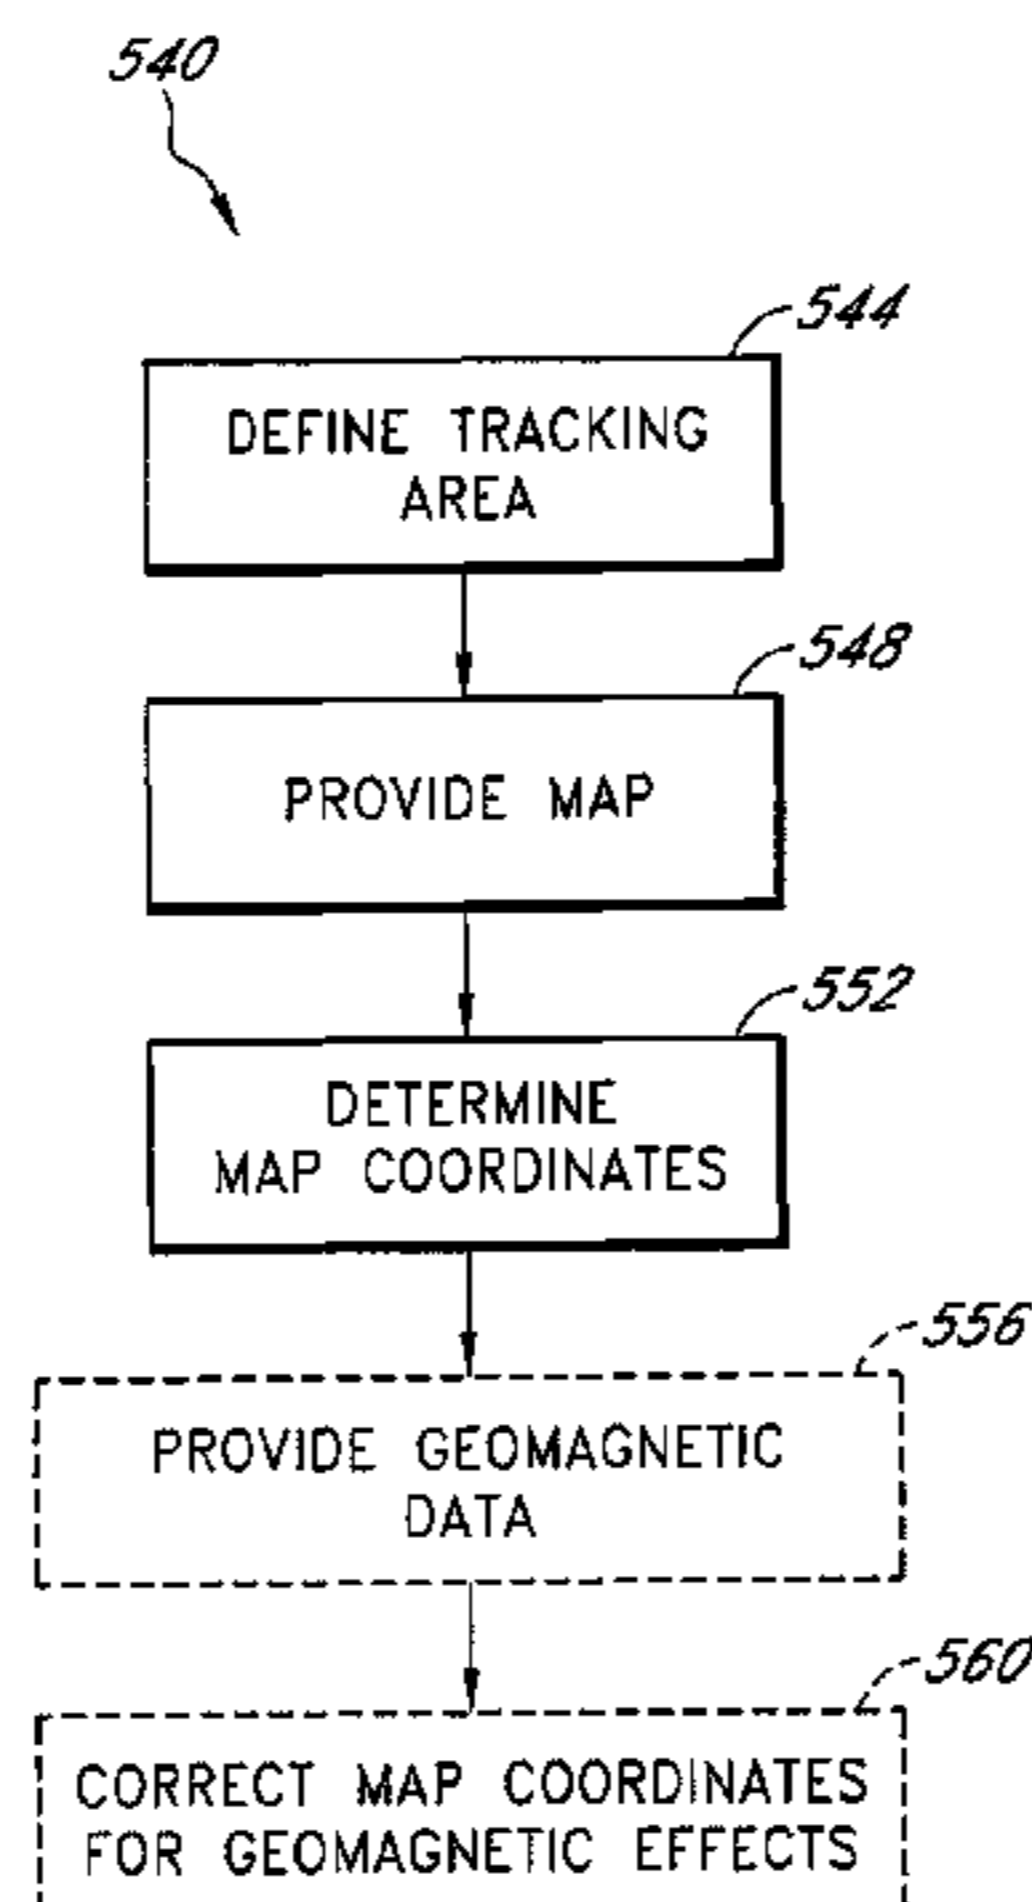 540
544
DEFINE TRACKING
AREA
548
PROVIDE MAP
552
DETERMINE
MAP COORDINATES
556
PROVIDE GEOMAGNETIC
DATA
560
CORRECT MAP COORDINATES
FOR GEOMAGNETIC EFFECTS